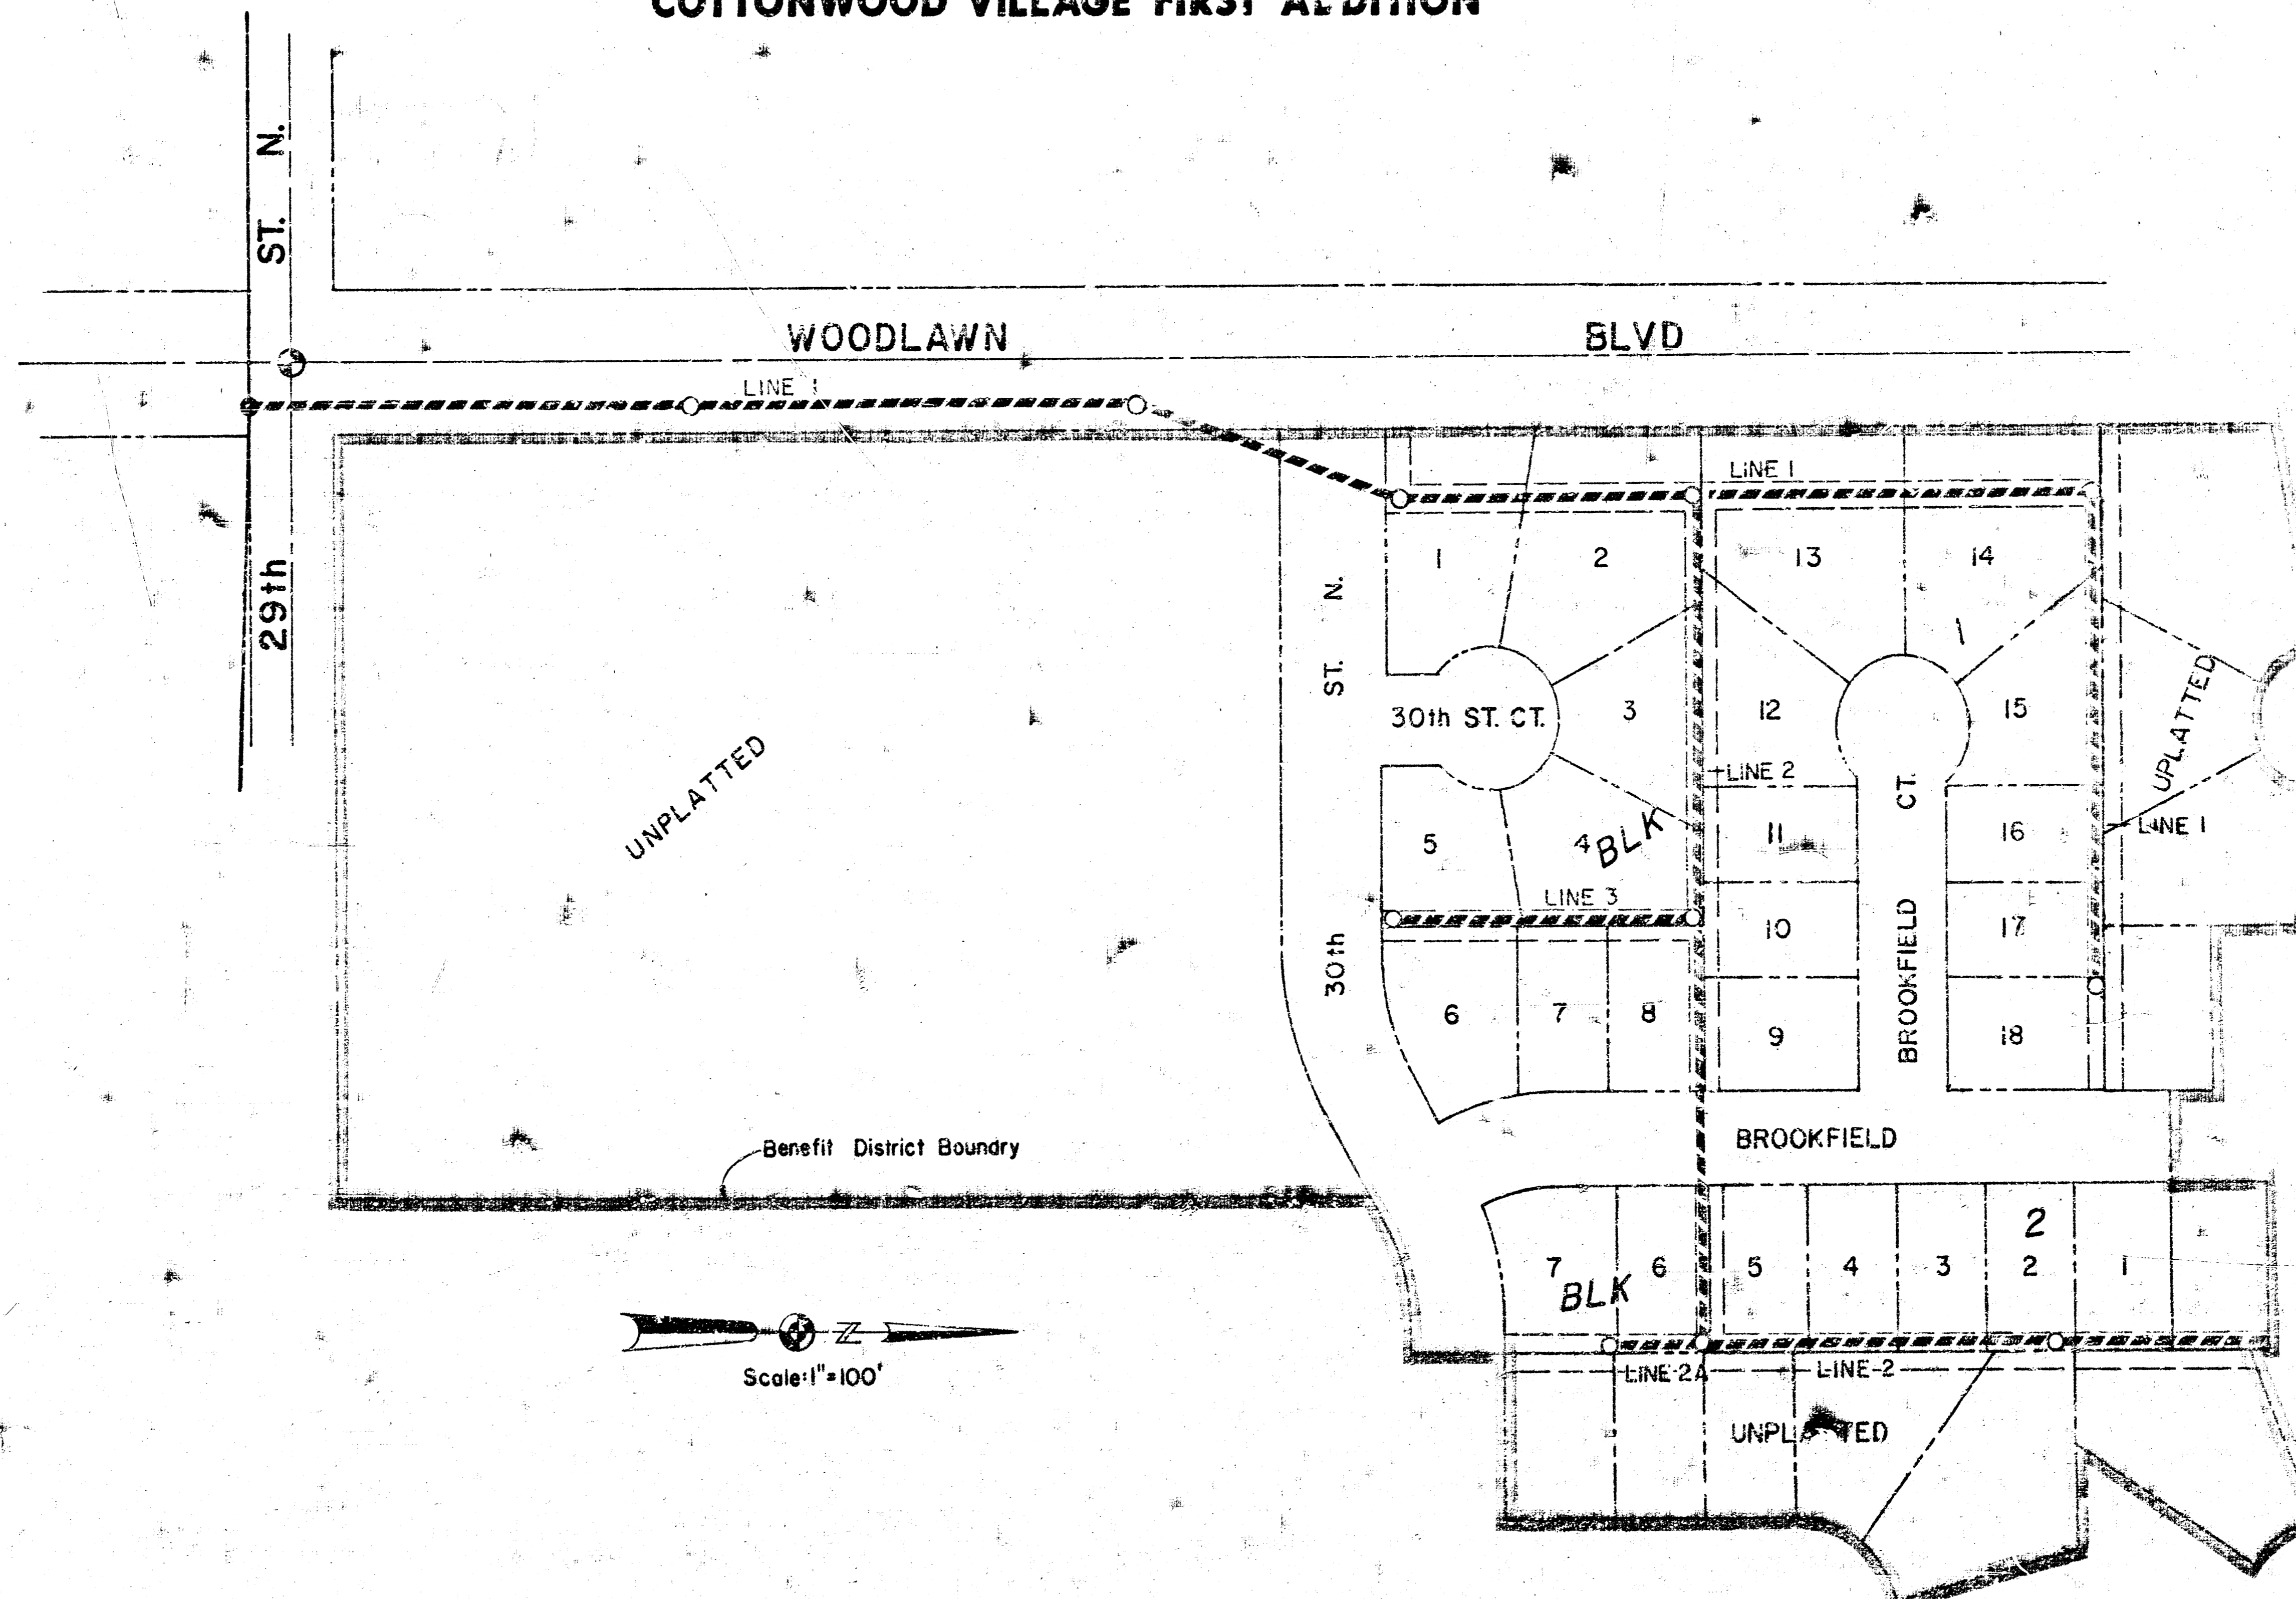 COTTONWOOD VILLAGE FIRST ADDITION
29th ST. N.
WOODLAWN BLVD
LINE 1
LINE 1
1
2
13
14
1
30th ST. N.
30th ST. CT.
3
12
15
UPLATTED
LINE 2
UNPLATTED
5
4
BLK
11
16
LINE 1
BROOKFIELD CT.
LINE 3
10
17
6
7
8
9
18
Benefit District Boundry
BROOKFIELD
2
7
6
5
4
3
2
1
BLK
N
Scale: 1"=100'
LINE-2A
LINE-2
UNPLATTED